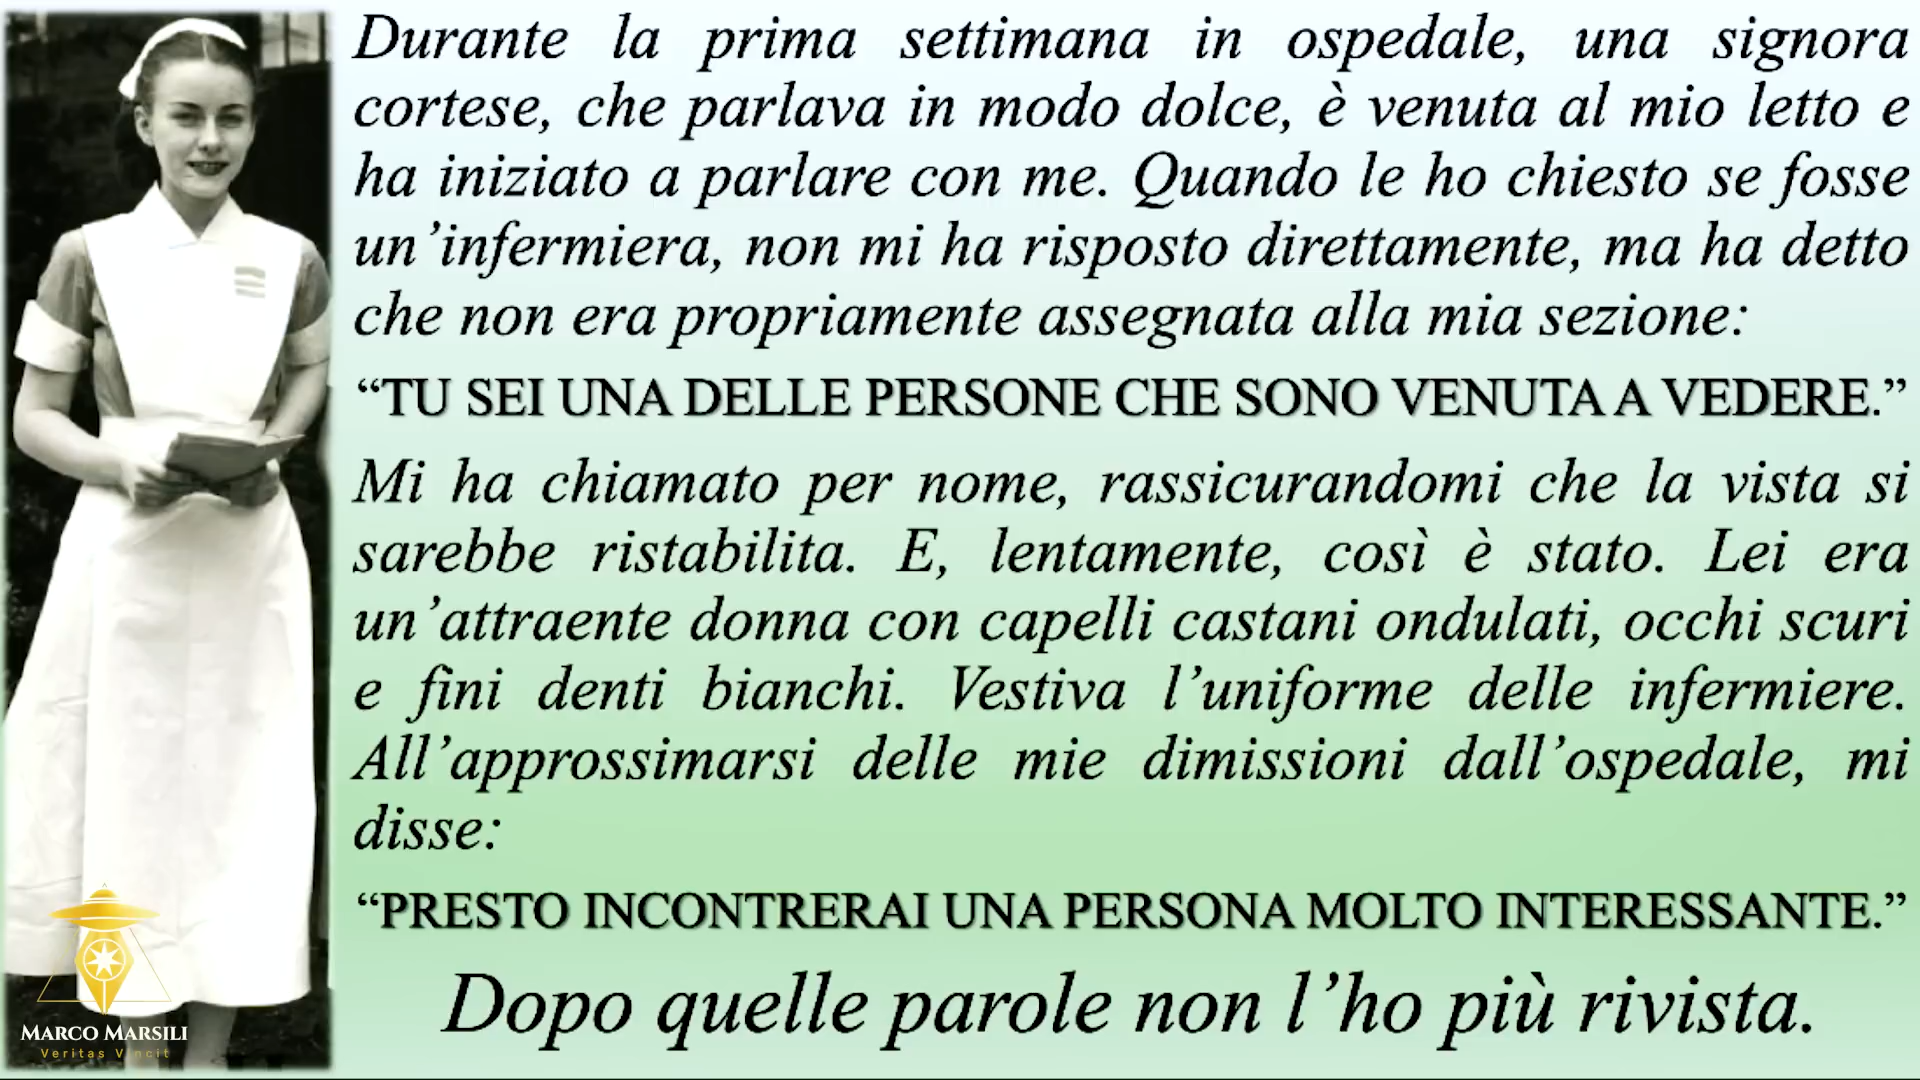 Durante la prima settimana in ospedale, una signora
cortese, che parlava in modo dolce, è venuta al mio letto e
ha iniziato a parlare con me. Quando le ho chiesto se fosse
un’infermiera, non mi ha risposto direttamente, ma ha detto
che non era propriamente assegnata alla mia sezione:
“TU SEI UNA DELLE PERSONE CHE SONO VENUTA A VEDERE.”
Mi ha chiamato per nome, rassicurandomi che la vista si
sarebbe ristabilita. E, lentamente, così è stato. Lei era
un’attraente donna con capelli castani ondulati, occhi scuri
e fini denti bianchi. Vestiva l’uniforme delle infermiere.
All’approssimarsi delle mie dimissioni dall’ospedale, mi
disse:
“PRESTO INCONTRERAI UNA PERSONA MOLTO INTERESSANTE.”
Dopo quelle parole non l’ho più rivista.
MARCO MARSILI
Veritas Vincit